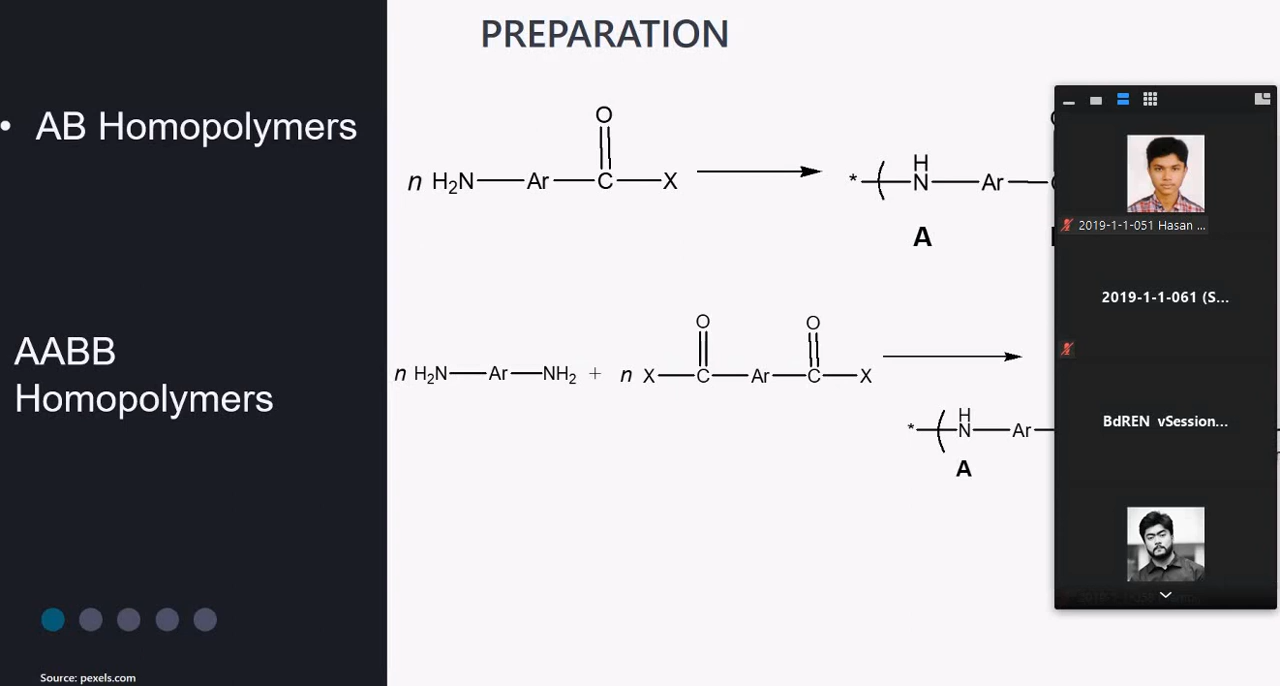 PREPARATION
• AB Homopolymers
n H₂N—Ar—C—X
O
*
H
N
Ar
A
AABB
Homopolymers
n H₂N—Ar—NH₂ + n X—C—Ar—C—X
O
O
*
H
N
Ar
A
2019-1-1-051 Hasan ...
2019-1-1-061 (S...
BdREN vSession...
Source: pexels.com